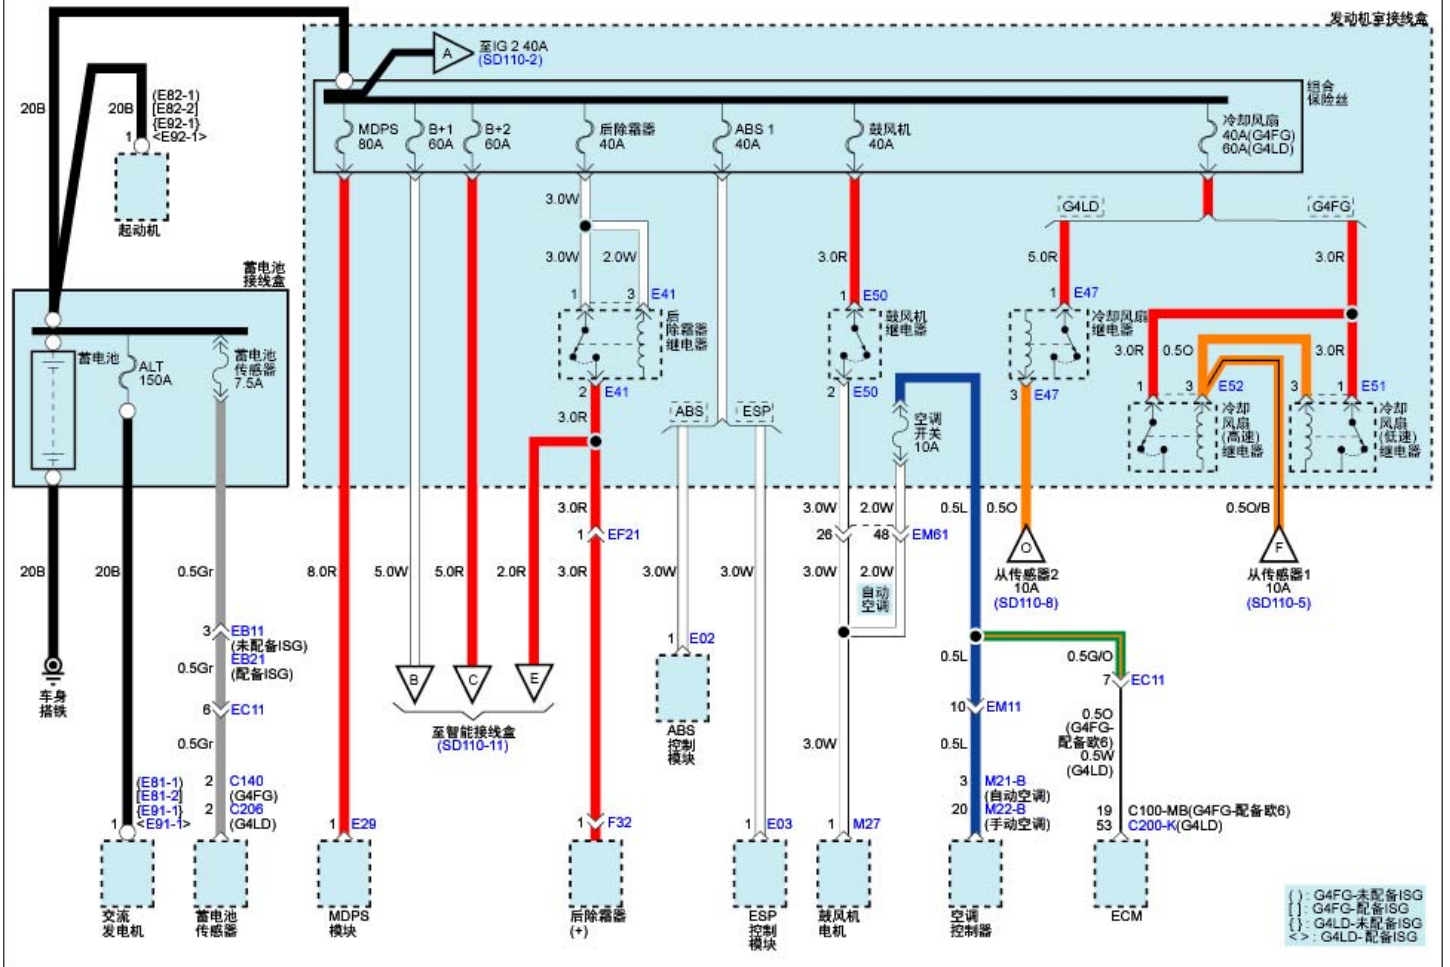 发动机室接线盒
A
至IG 2 40A
(SD110-2)
组合
保险丝
20B
20B
(E82-1)
[E82-2]
{E92-1}
1 <E92-1>
起动机
MDPS
80A
B+1
60A
B+2
60A
后除霜器
40A
ABS 1
40A
鼓风机
40A
冷却风扇
40A(G4FG)
60A(G4LD)
3.0W
G4LD
G4FG
3.0W
2.0W
3.0R
5.0R
3.0R
蓄电池
接线盒
1
3 E41
1 E50
1 E47
后
除霜器
继电器
鼓风机
继电器
冷却风扇
继电器
蓄电池
ALT
150A
蓄电池
传感器
7.5A
3.0R
0.5O
3.0R
2 E41
2 E50
3 E47
1
3 E52
3
1 E51
3.0R
ABS
ESP
空调
开关
10A
冷却
风扇
(高速)
继电器
冷却
风扇
(低速)
继电器
3.0R
3.0W
2.0W
0.5L
0.5O
0.5O/B
1 EF21
26
48 EM61
O
F
20B
20B
0.5Gr
8.0R
5.0W
5.0R
2.0R
3.0R
3.0W
3.0W
3.0W
2.0W
从传感器2
10A
(SD110-8)
从传感器1
10A
(SD110-5)
自动
空调
3 EB11
(未配备ISG)
EB21
(配备ISG)
0.5Gr
1 E02
0.5L
0.5G/O
车身
搭铁
B
C
E
7 EC11
6 EC11
至智能接线盒
(SD110-11)
ABS
控制
模块
10 EM11
0.5O
(G4FG-
配备欧6)
0.5W
(G4LD)
0.5Gr
3.0W
0.5L
(E81-1)
[E81-2]
{E91-1}
1 <E91-1>
2 C140
(G4FG)
2 C206
(G4LD)
3 M21-B
(自动空调)
20 M22-B
(手动空调)
19 C100-MB(G4FG-配备欧6)
53 C200-K(G4LD)
1 E29
1 F32
1 E03
1 M27
交流
发电机
蓄电池
传感器
MDPS
模块
后除霜器
(+)
ESP
控制
模块
鼓风机
电机
空调
控制器
ECM
( ) : G4FG-未配备ISG
[ ] : G4FG-配备ISG
{ } : G4LD-未配备ISG
< > : G4LD- 配备ISG